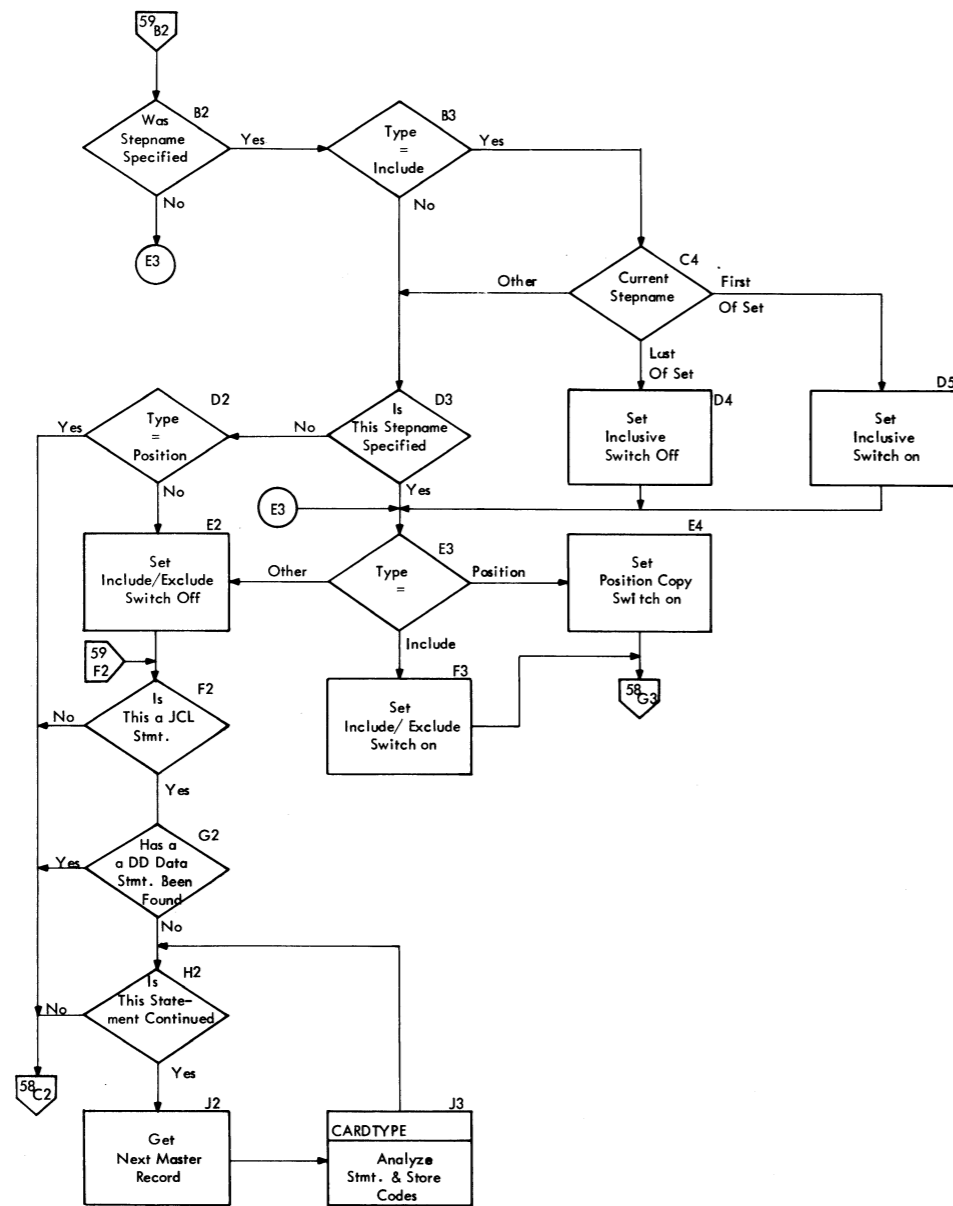 59
B2
B2
Was
Stepname
Specified
Yes
No
E3
B3
Type
=
Include
Yes
No
C4
Current
Stepname
Other
First
Of Set
Last
Of Set
D2
Type
=
Position
Yes
No
D3
Is
This Stepname
Specified
No
Yes
D4
Set
Inclusive
Switch Off
D5
Set
Inclusive
Switch on
E3
E2
Set
Include/Exclude
Switch Off
E3
Type
=
Other
Position
Include
E4
Set
Position Copy
Switch on
59
F2
F2
Is
This a JCL
Stmt.
No
Yes
F3
Set
Include/ Exclude
Switch on
58
G3
G2
Has a
a DD Data
Stmt. Been
Found
Yes
No
H2
Is
This State-
ment Continued
No
Yes
58
C2
J2
Get
Next Master
Record
J3
CARDTYPE
Analyze
Stmt. & Store
Codes